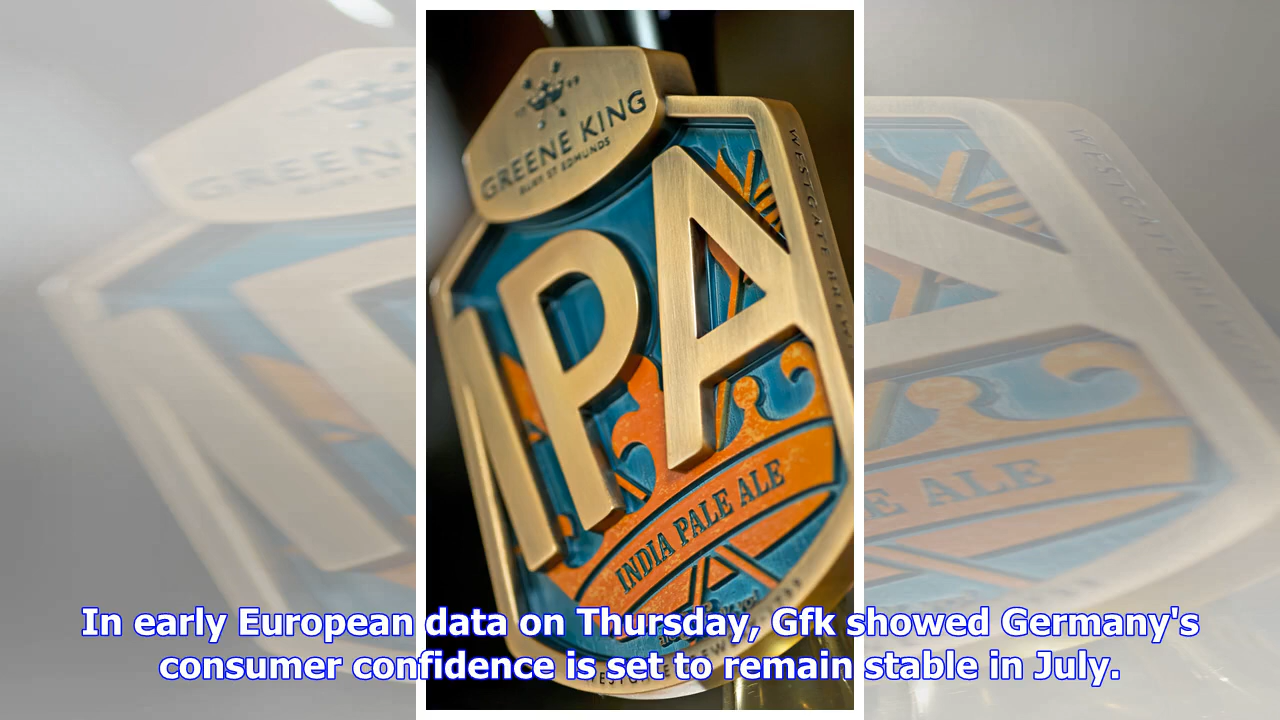 GREENE KING
BURY ST EDMUNDS
IPA
INDIA PALE ALE
WESTGATE BREW
In early European data on Thursday, Gfk showed Germany's
consumer confidence is set to remain stable in July.